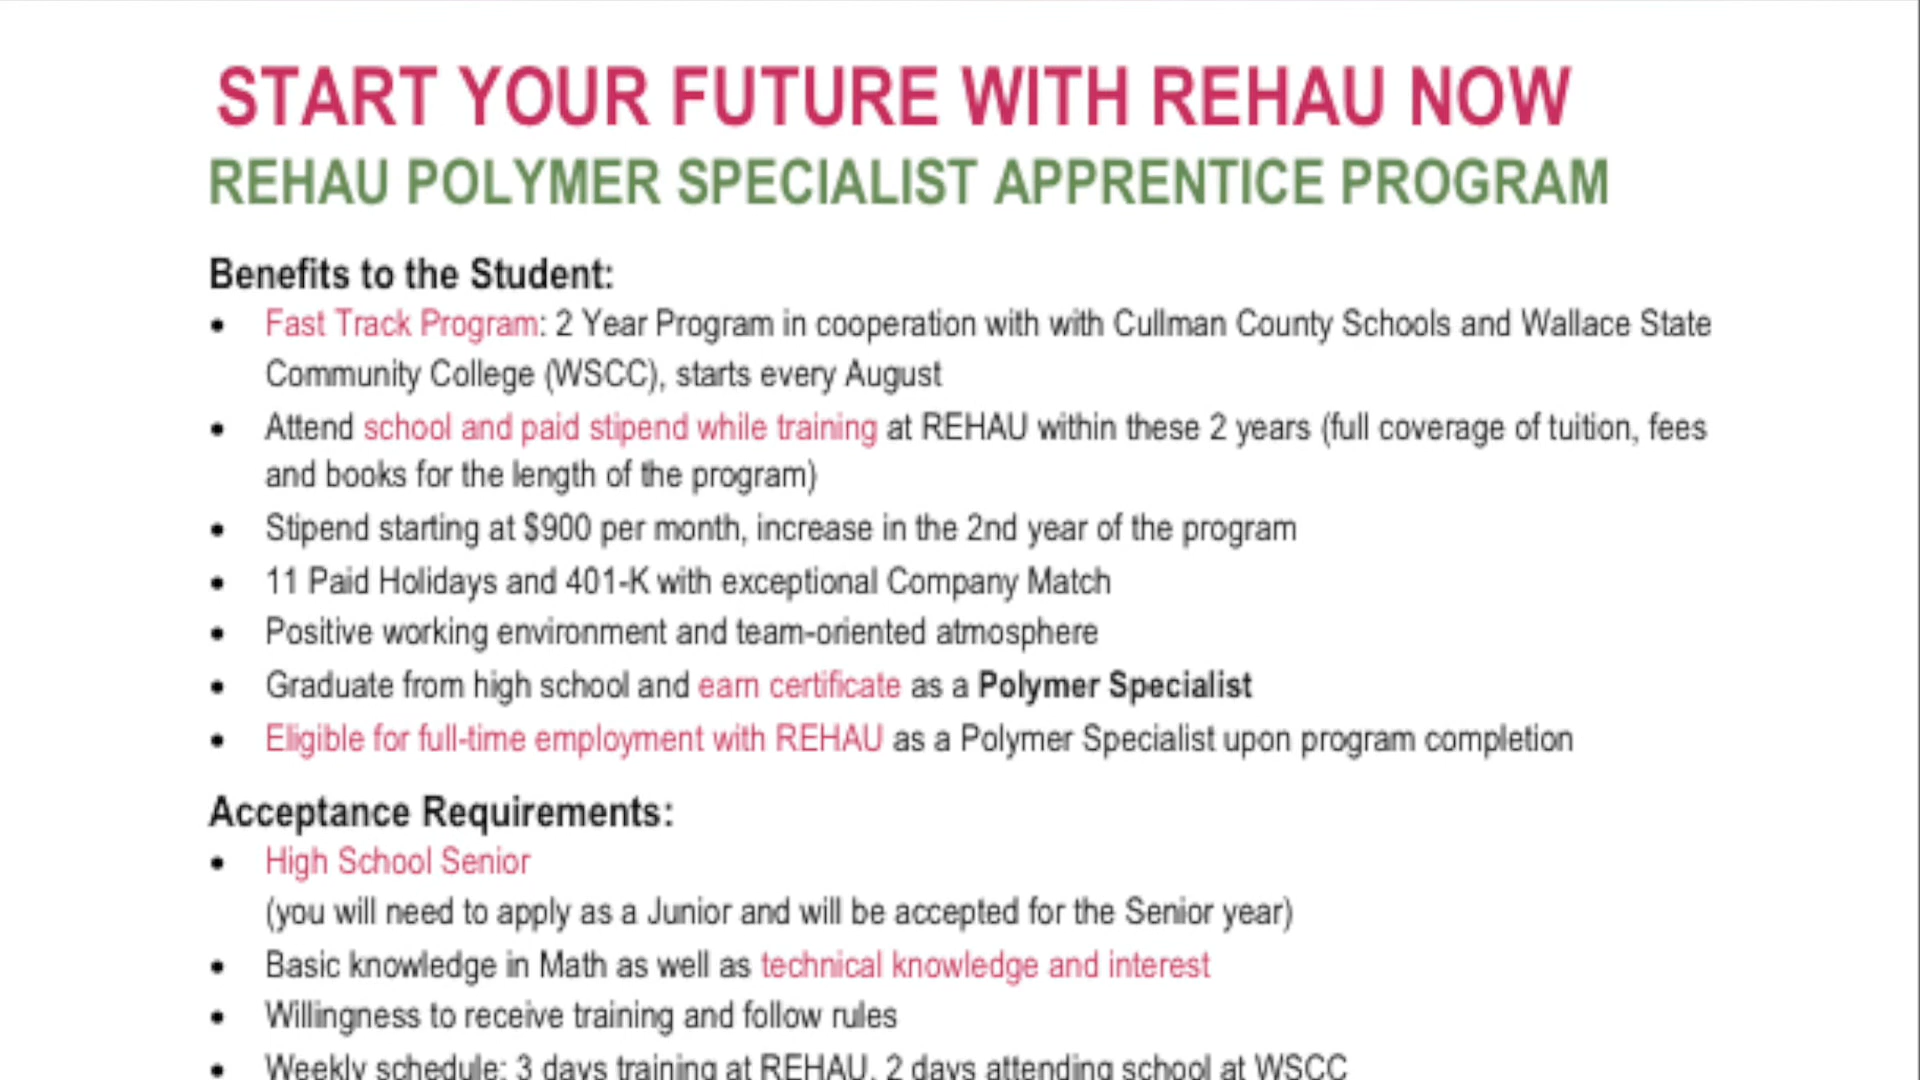 START YOUR FUTURE WITH REHAU NOW
REHAU POLYMER SPECIALIST APPRENTICE PROGRAM
Benefits to the Student:
• Fast Track Program: 2 Year Program in cooperation with with Cullman County Schools and Wallace State
Community College (WSCC), starts every August
• Attend school and paid stipend while training at REHAU within these 2 years (full coverage of tuition, fees
and books for the length of the program)
• Stipend starting at $900 per month, increase in the 2nd year of the program
• 11 Paid Holidays and 401-K with exceptional Company Match
• Positive working environment and team-oriented atmosphere
• Graduate from high school and earn certificate as a Polymer Specialist
• Eligible for full-time employment with REHAU as a Polymer Specialist upon program completion
Acceptance Requirements:
• High School Senior
(you will need to apply as a Junior and will be accepted for the Senior year)
• Basic knowledge in Math as well as technical knowledge and interest
• Willingness to receive training and follow rules
• Weekly schedule: 3 days training at REHAU, 2 days attending school at WSCC